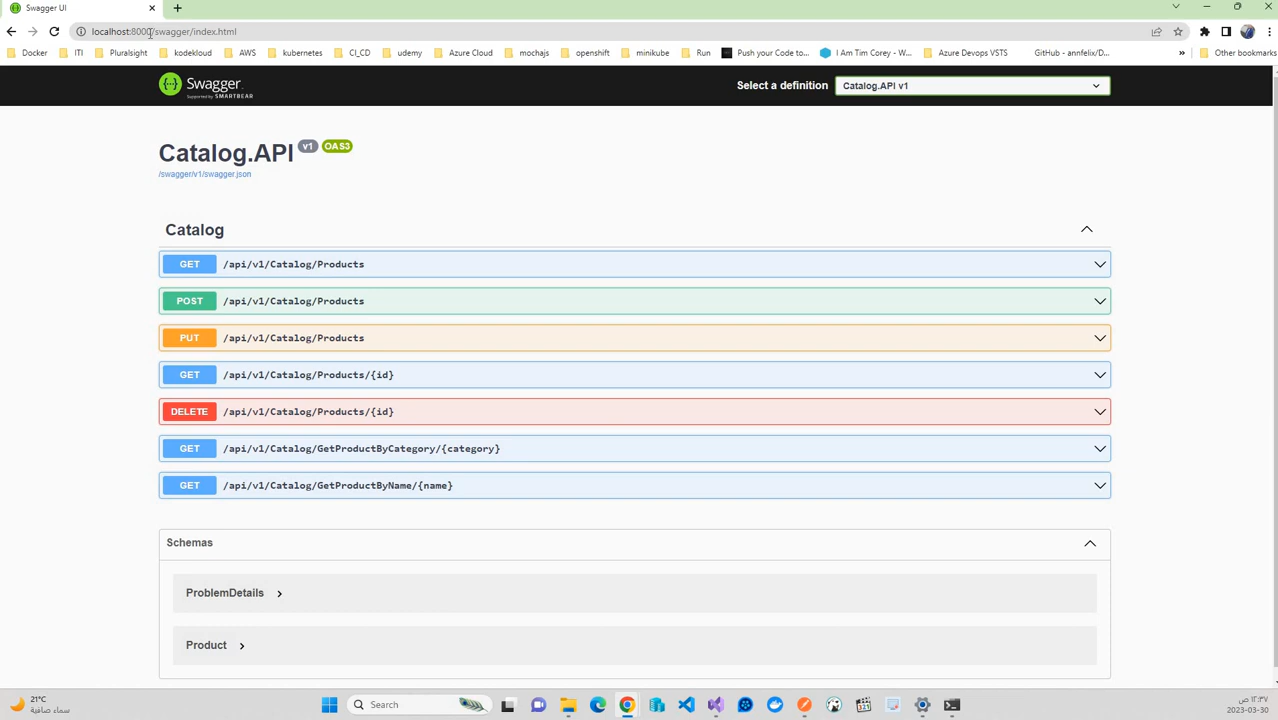 Swagger UI
localhost:8000/swagger/index.html
Docker ITI Pluralsight kodekloud AWS kubernetes CI_CD udemy Azure Cloud mochajs openshift minikube Run Push your Code to... I Am Tim Corey - W... Azure Devops VSTS GitHub - annfelix/D... » Other bookmarks
Swagger
Supported by SMARTBEAR
Select a definition
Catalog.API v1
Catalog.API v1 OAS3
/swagger/v1/swagger.json
Catalog
GET /api/v1/Catalog/Products
POST /api/v1/Catalog/Products
PUT /api/v1/Catalog/Products
GET /api/v1/Catalog/Products/{id}
DELETE /api/v1/Catalog/Products/{id}
GET /api/v1/Catalog/GetProductByCategory/{category}
GET /api/v1/Catalog/GetProductByName/{name}
Schemas
ProblemDetails
Product
21°C
سماء صافية
Search
١٢:٣٧ ص
2023-03-30